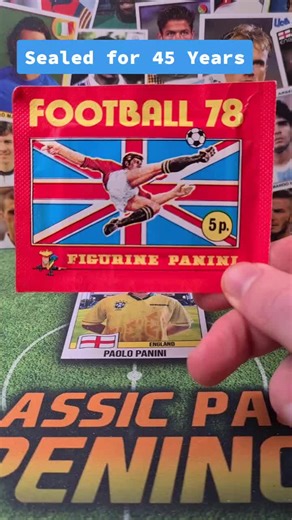 Sealed for 45 Years
FOOTBALL 78
5p.
FIGURINE PANINI
ENGLAND
PAOLO PANINI
ASSIC PA
PENING